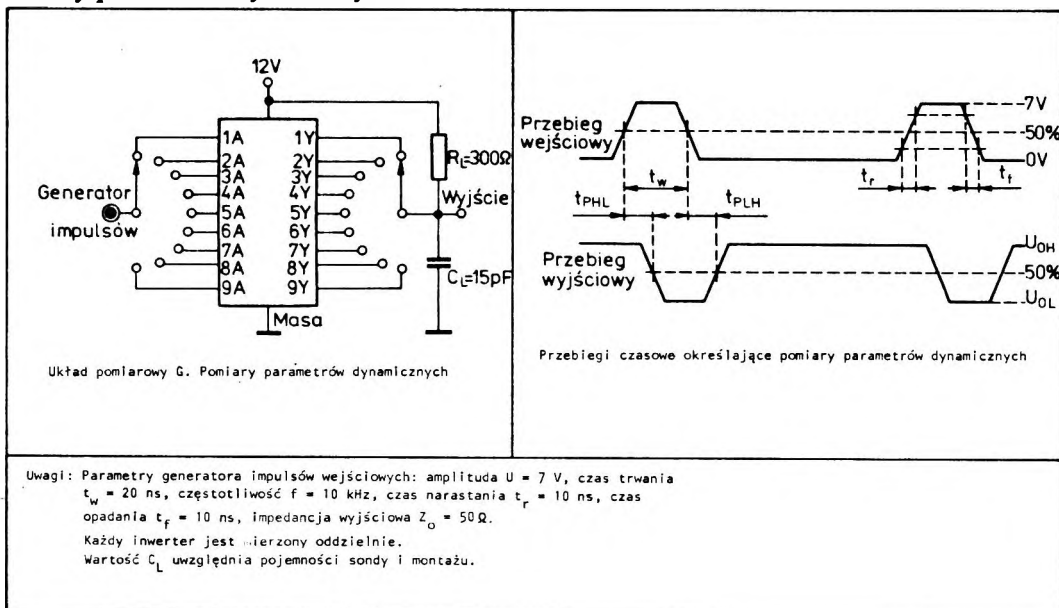 12V
1A 1Y
2A 2Y
3A 3Y
4A 4Y
5A 5Y
6A 6Y
7A 7Y
8A 8Y
9A 9Y
Generator
impulsów
RL=300Ω
Wyjście
CL=15pF
Masa
Układ pomiarowy G. Pomiary parametrów dynamicznych
Przebieg
wejściowy
7V
50%
0V
tw
tr
tf
tPHL
tPLH
Przebieg
wyjściowy
UOH
50%
UOL
Przebiegi czasowe określające pomiary parametrów dynamicznych
Uwagi: Parametry generatora impulsów wejściowych: amplituda U = 7 V, czas trwania
tw = 20 ns, częstotliwość f = 10 kHz, czas narastania tr = 10 ns, czas
opadania tf = 10 ns, impedancja wyjściowa Zo = 50Ω.
Każdy inwerter jest mierzony oddzielnie.
Wartość CL uwzględnia pojemności sondy i montażu.